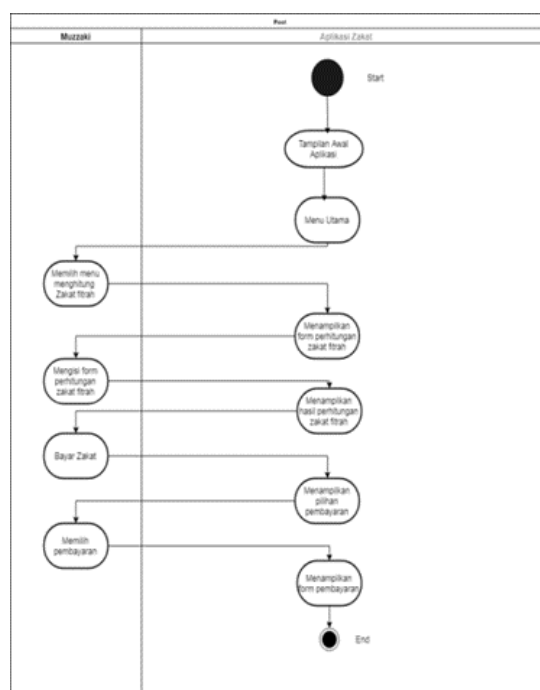 Pool
Muzzaki
Aplikasi Zakat
Start
Tampilan Awal
Aplikasi
Menu Utama
Memilih menu
menghitung
Zakat fitrah
Menampilkan
form perhitungan
zakat fitrah
Mengisi form
perhitungan
zakat fitrah
Menampilkan
hasil perhitungan
zakat fitrah
Bayar Zakat
Menampilkan
pilihan
pembayaran
Memilih
pembayaran
Menampilkan
form pembayaran
End